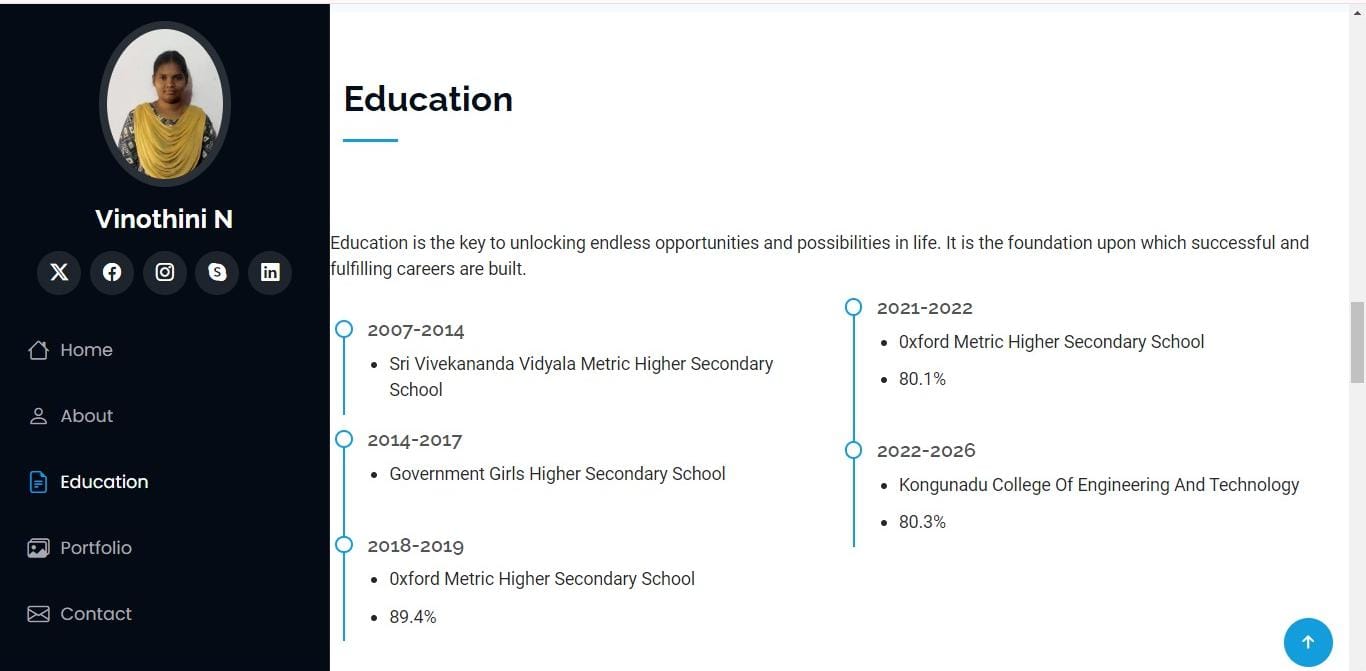 Vinothini N
Home
About
Education
Portfolio
Contact
Education
Education is the key to unlocking endless opportunities and possibilities in life. It is the foundation upon which successful and
fulfilling careers are built.
2007-2014
Sri Vivekananda Vidyala Metric Higher Secondary
School
2014-2017
Government Girls Higher Secondary School
2018-2019
0xford Metric Higher Secondary School
89.4%
2021-2022
0xford Metric Higher Secondary School
80.1%
2022-2026
Kongunadu College Of Engineering And Technology
80.3%